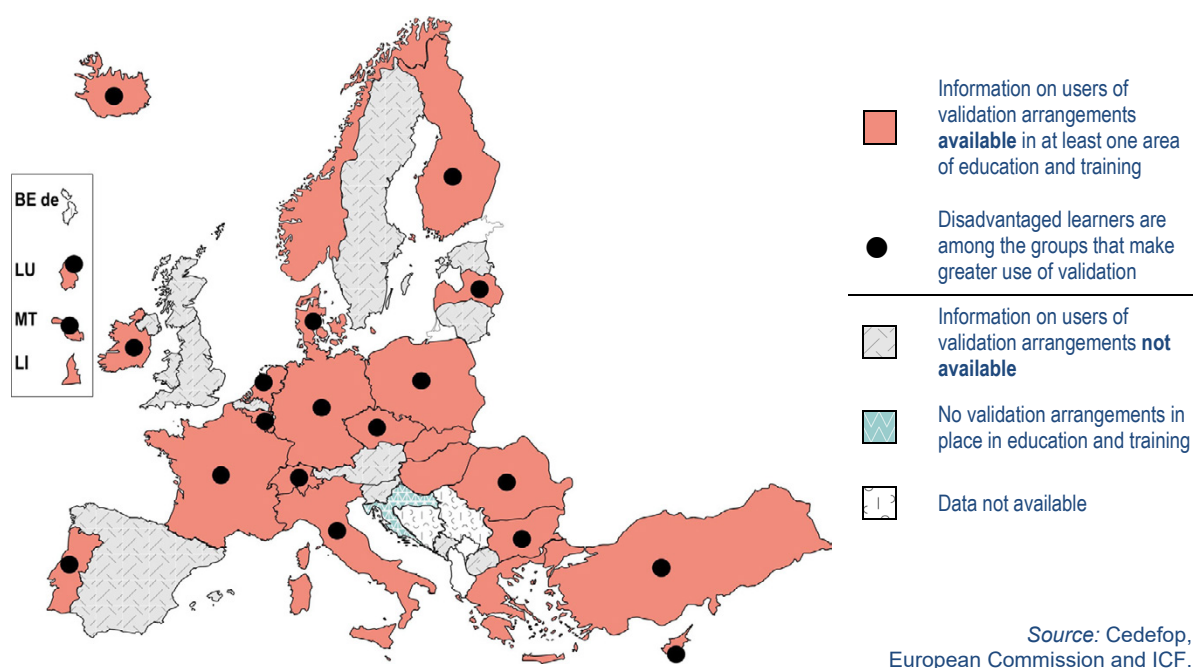 BE de
LU
MT
LI
Information on users of
validation arrangements
available in at least one area
of education and training
Disadvantaged learners are
among the groups that make
greater use of validation
Information on users of
validation arrangements not
available
No validation arrangements in
place in education and training
Data not available
Source: Cedefop,
European Commission and ICF.